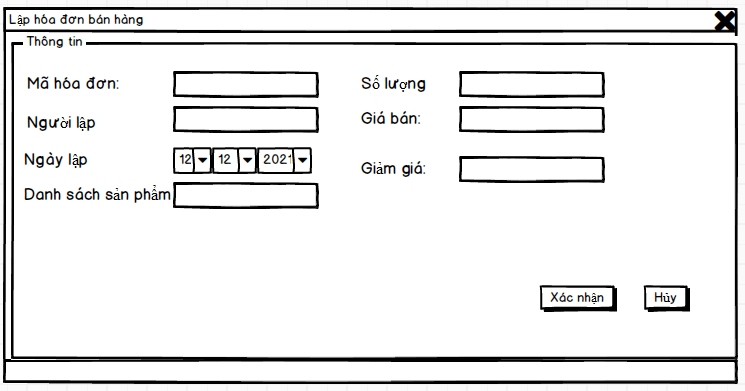 Lập hóa đơn bán hàng
Thông tin
Mã hóa đơn:
Số lượng
Người lập
Giá bán:
Ngày lập
12 12 2021
Giảm giá:
Danh sách sản phẩm
Xác nhận
Hủy